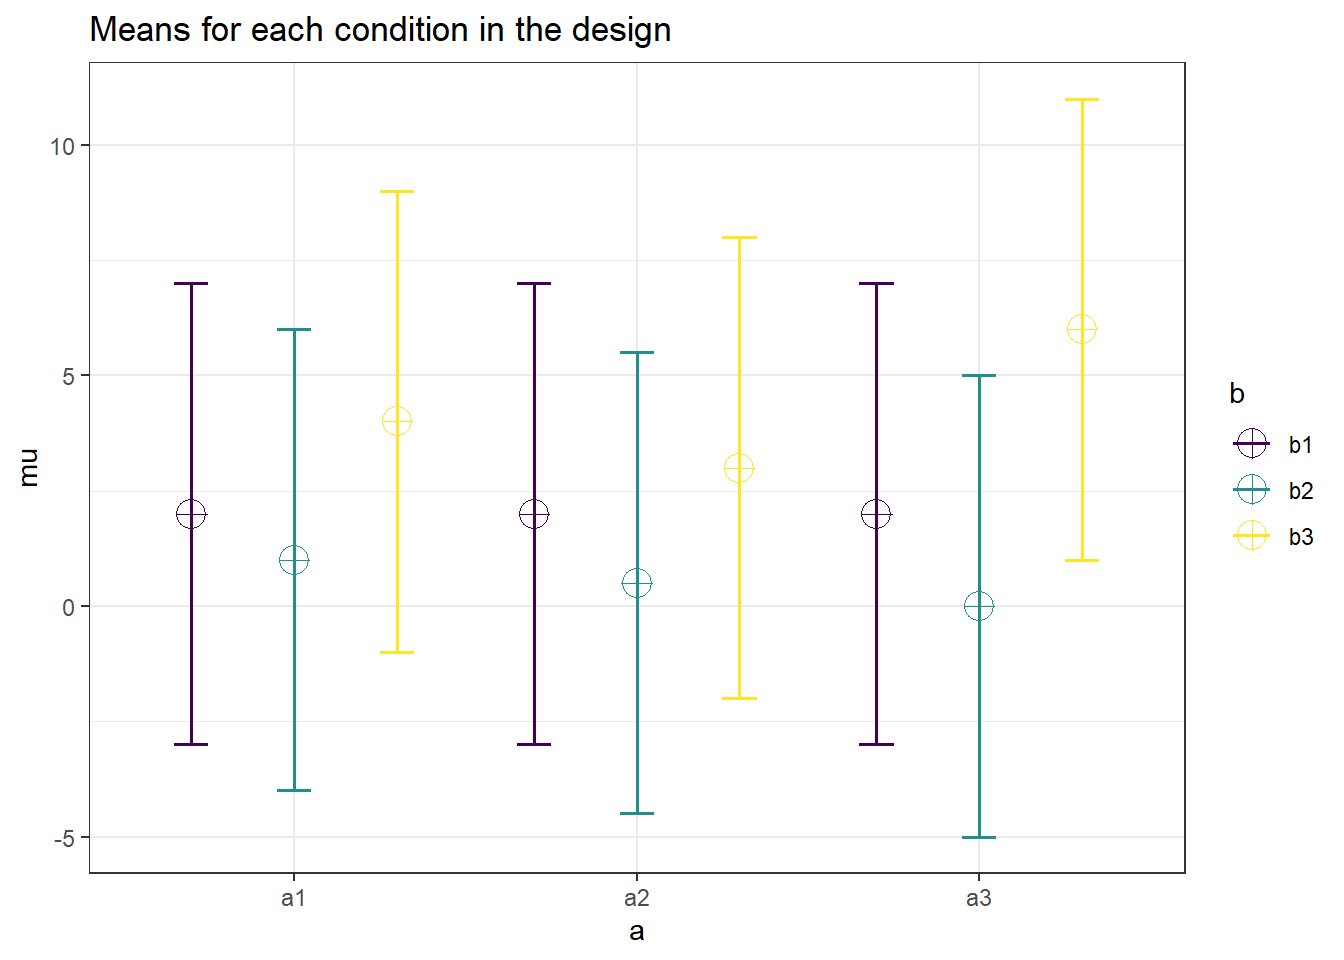 Means for each condition in the design
10
5
0
-5
mu
a1 a2 a3
a
b
b1
b2
b3